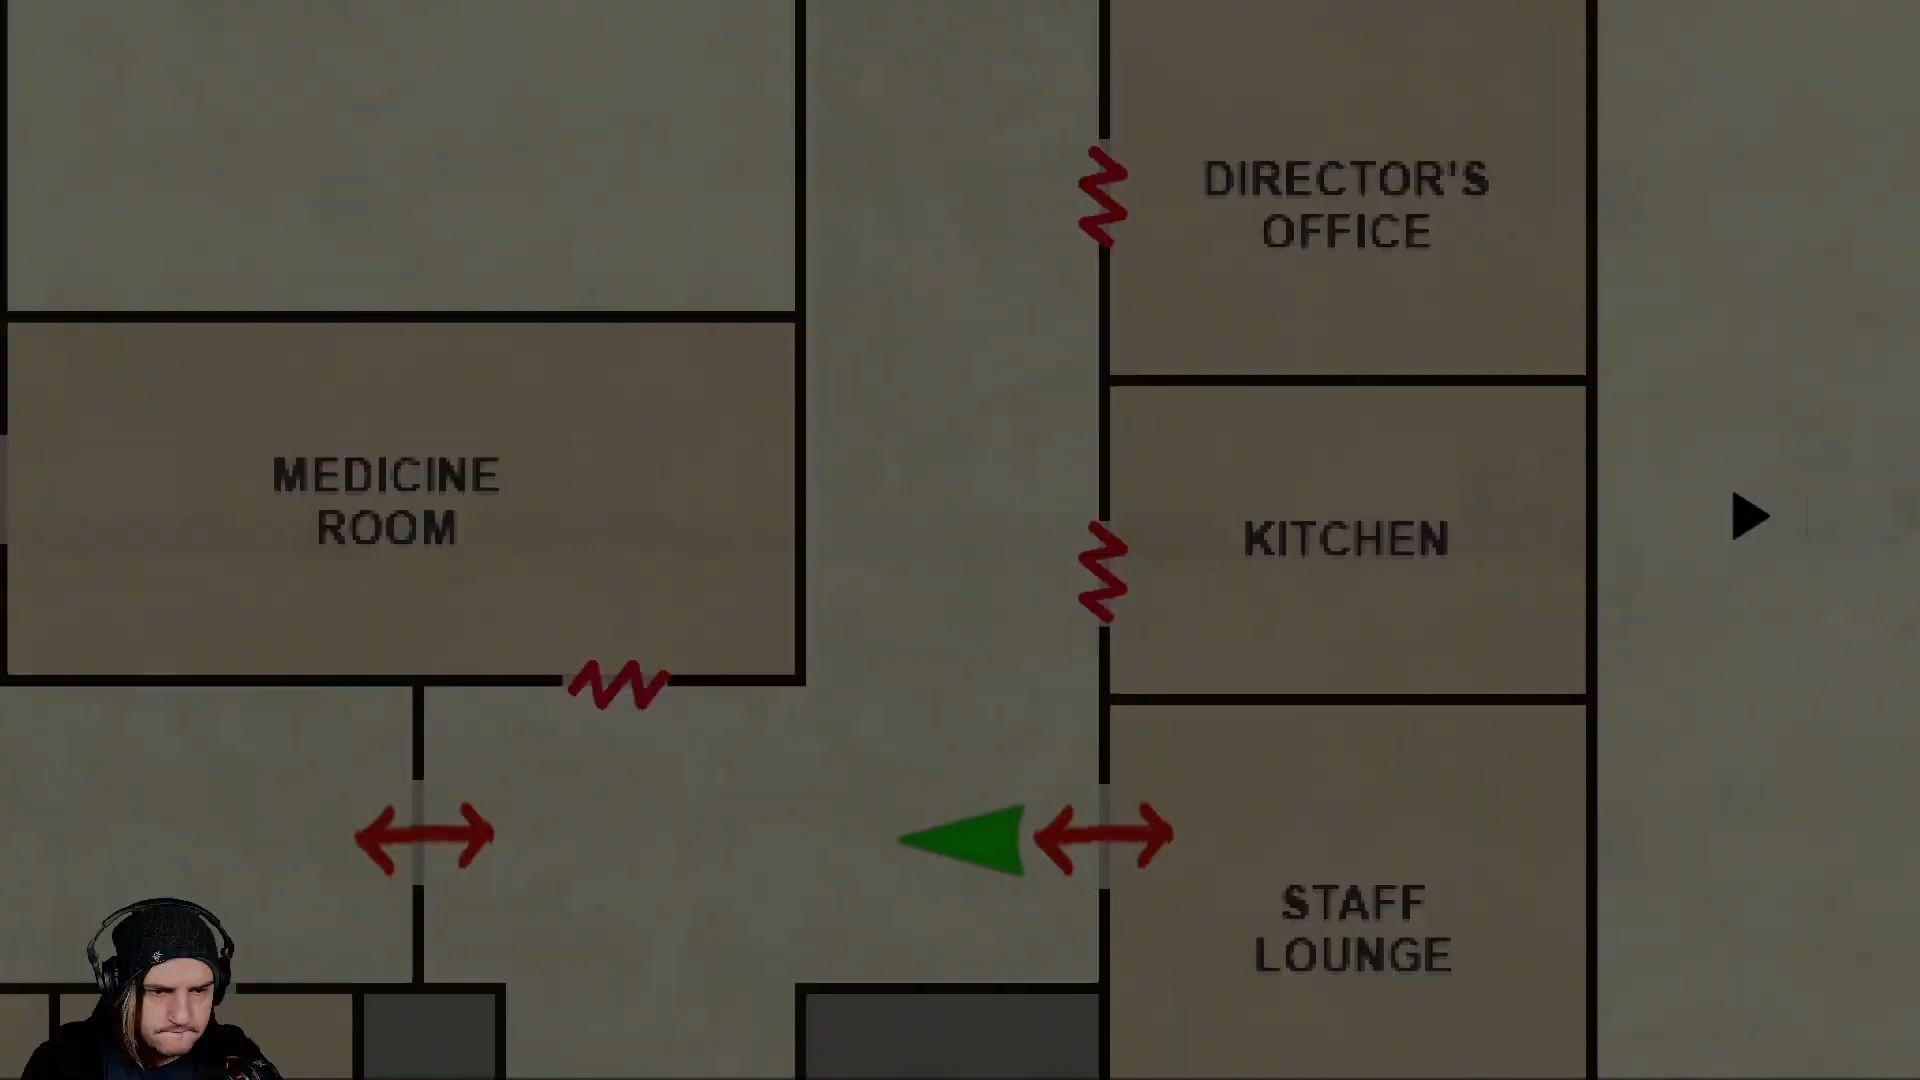 DIRECTOR'S
OFFICE
MEDICINE
ROOM
KITCHEN
STAFF
LOUNGE